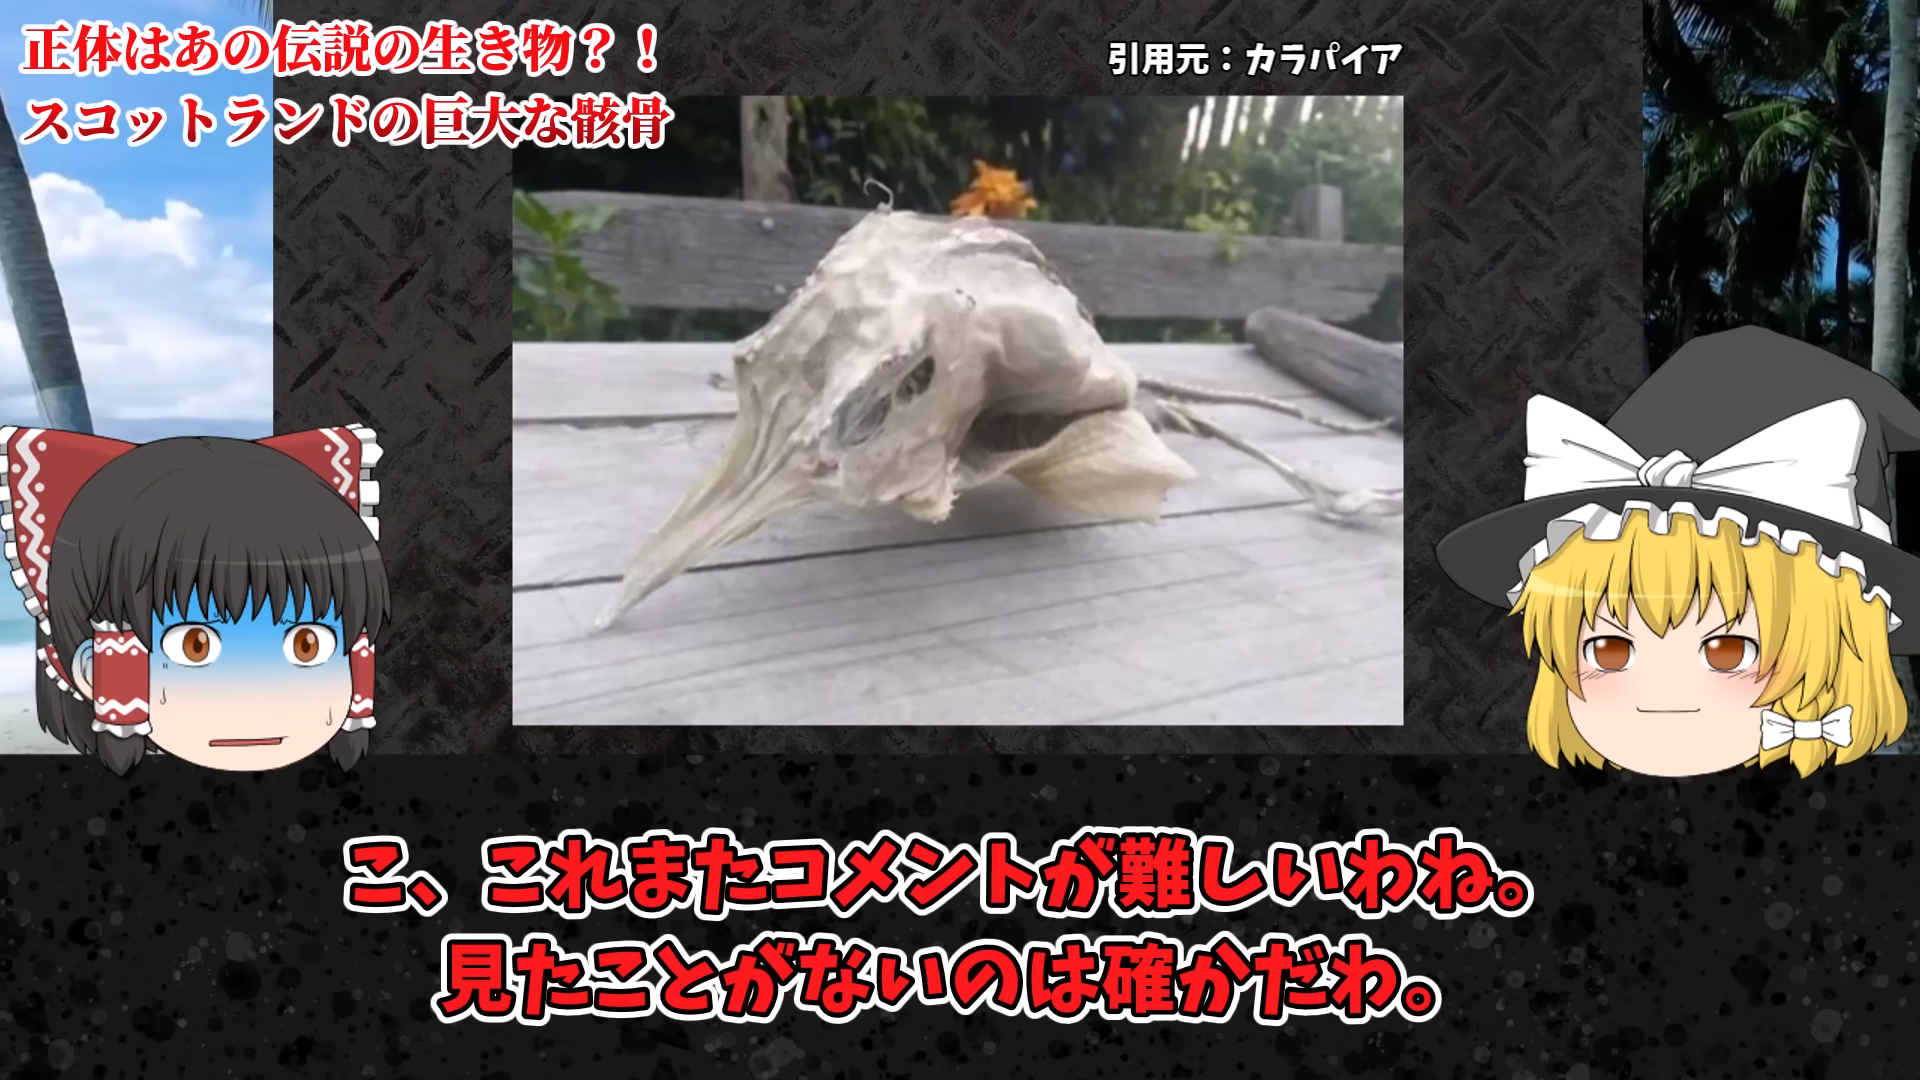 正体はあの伝説の生き物？！
スコットランドの巨大な骸骨
引用元：カラパイア
こ、これまたコメントが難しいわね。
見たことがないのは確かだわ。